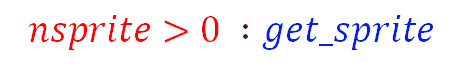 nsprite > 0 : get_sprite